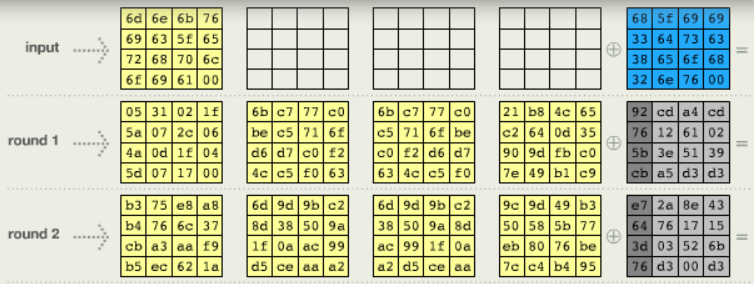 6d 6e 6b 76 68 5f 69 69
input 69 63 5f 65 33 64 73 63
72 68 70 6c ⊕ 38 65 6f 68 =
6f 69 61 00 32 6e 76 00
05 31 02 1f 6b c7 77 c0 6b c7 77 c0 21 b8 4c 65 92 cd a4 cd
round 1 5a 07 2c 06 be c5 71 6f c5 71 6f be c2 64 0d 35 76 12 61 02
4a 0d 1f 04 d6 d7 c0 f2 c0 f2 d6 d7 90 9d fb c0 ⊕ 5b 3e 51 39 =
5d 07 17 00 4c c5 f0 63 63 4c c5 f0 7e 49 b1 c9 cb a5 d3 d3
b3 75 e8 a8 6d 9d 9b c2 6d 9d 9b c2 9c 9d 49 b3 e7 2a 8e 43
round 2 b4 76 6c 37 8d 38 50 9a 38 50 9a 8d 50 58 5b 77 64 76 17 15
cb a3 aa f9 1f 0a ac 99 ac 99 1f 0a eb 80 76 be ⊕ 3d 03 52 6b =
b5 ec 62 1a d5 ce aa a2 a2 d5 ce aa 7c c4 b4 95 76 d3 00 d3